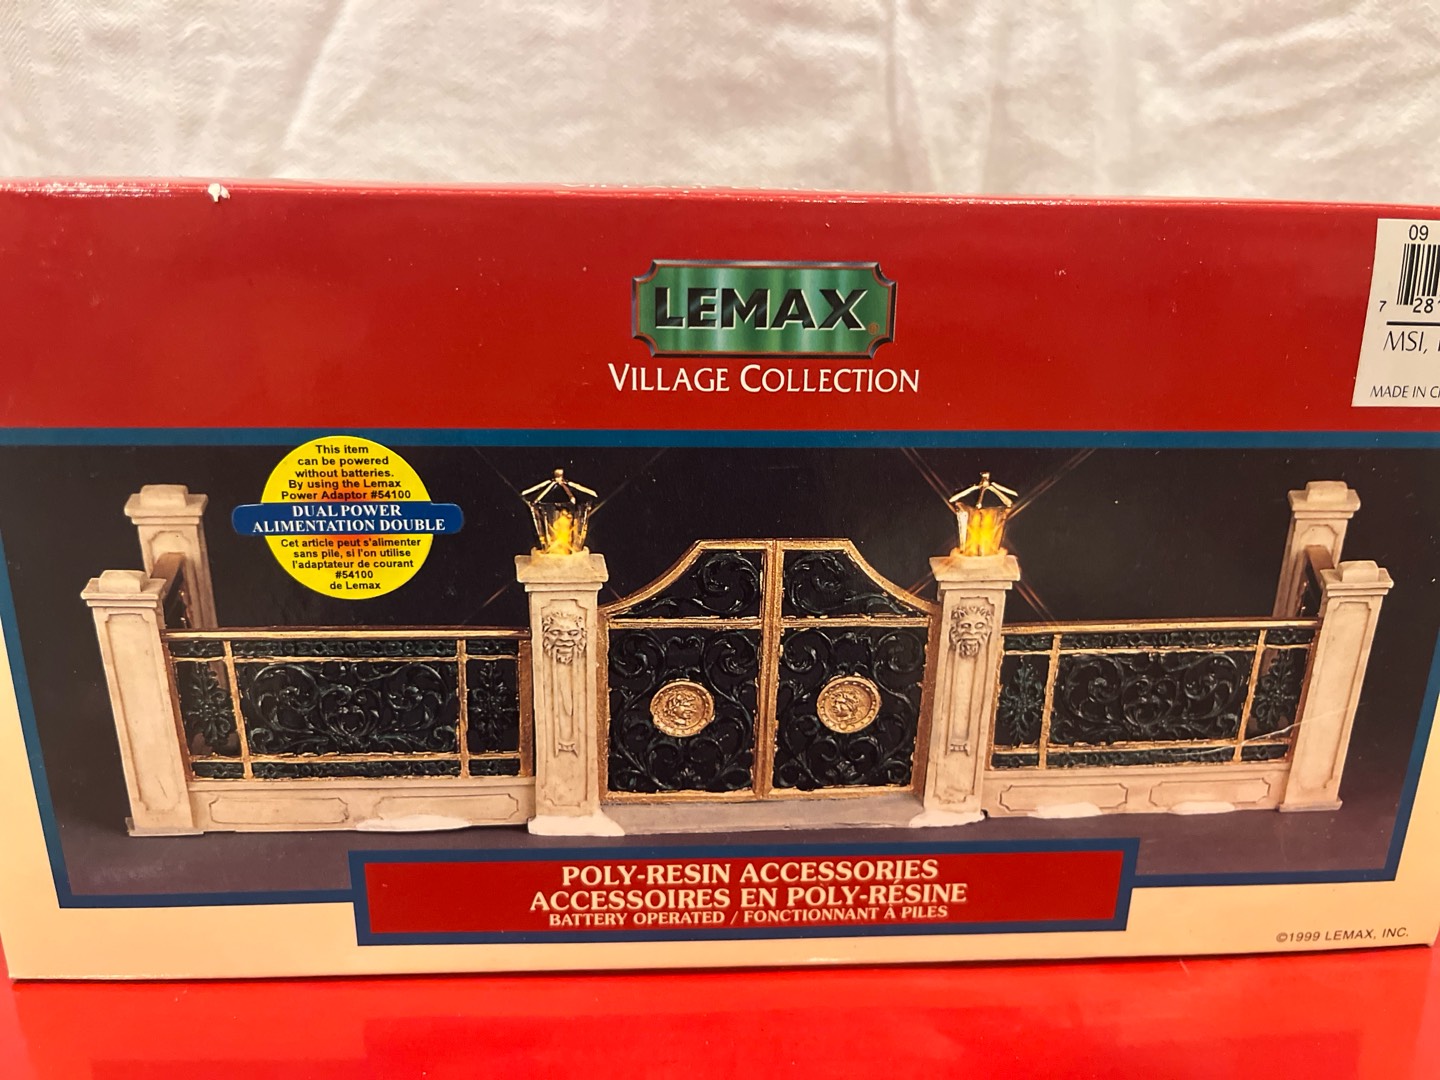 LEMAX®
VILLAGE COLLECTION
09
7 28
MSI,
MADE IN
This item
can be powered
without batteries.
By using the Lemax
Power Adaptor #54100
DUAL POWER
ALIMENTATION DOUBLE
Cet article peut s'alimenter
sans pile, si l'on utilise
l'adaptateur de courant
#54100
de Lemax
POLY-RESIN ACCESSORIES
ACCESSOIRES EN POLY-RÉSINE
BATTERY OPERATED / FONCTIONNANT À PILES
©1999 LEMAX, INC.